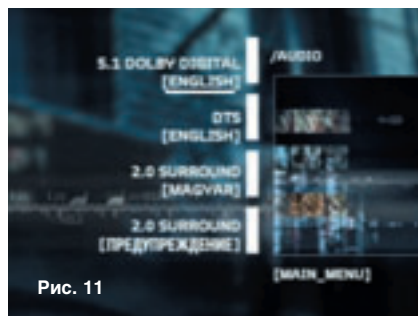 5.1 DOLBY DIGITAL
[ENGLISH]
/AUDIO
DTS
[ENGLISH]
2.0 SURROUND
[MAGYAR]
2.0 SURROUND
[ПРЕДУПРЕЖДЕНИЕ]
[MAIN_MENU]
Рис. 11